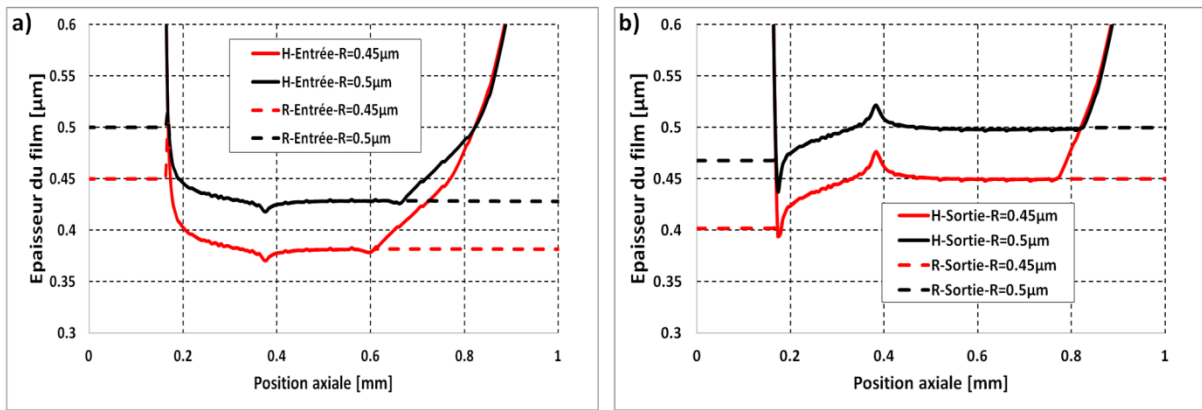 a)
Epaisseur du film [µm]
0.6
0.55
0.5
0.45
0.4
0.35
0.3
H-Entrée-R=0.45µm
H-Entrée-R=0.5µm
R-Entrée-R=0.45µm
R-Entrée-R=0.5µm
0 0.2 0.4 0.6 0.8 1
Position axiale [mm]
b)
Epaisseur du film [µm]
0.6
0.55
0.5
0.45
0.4
0.35
0.3
H-Sortie-R=0.45µm
H-Sortie-R=0.5µm
R-Sortie-R=0.45µm
R-Sortie-R=0.5µm
0 0.2 0.4 0.6 0.8 1
Position axiale [mm]